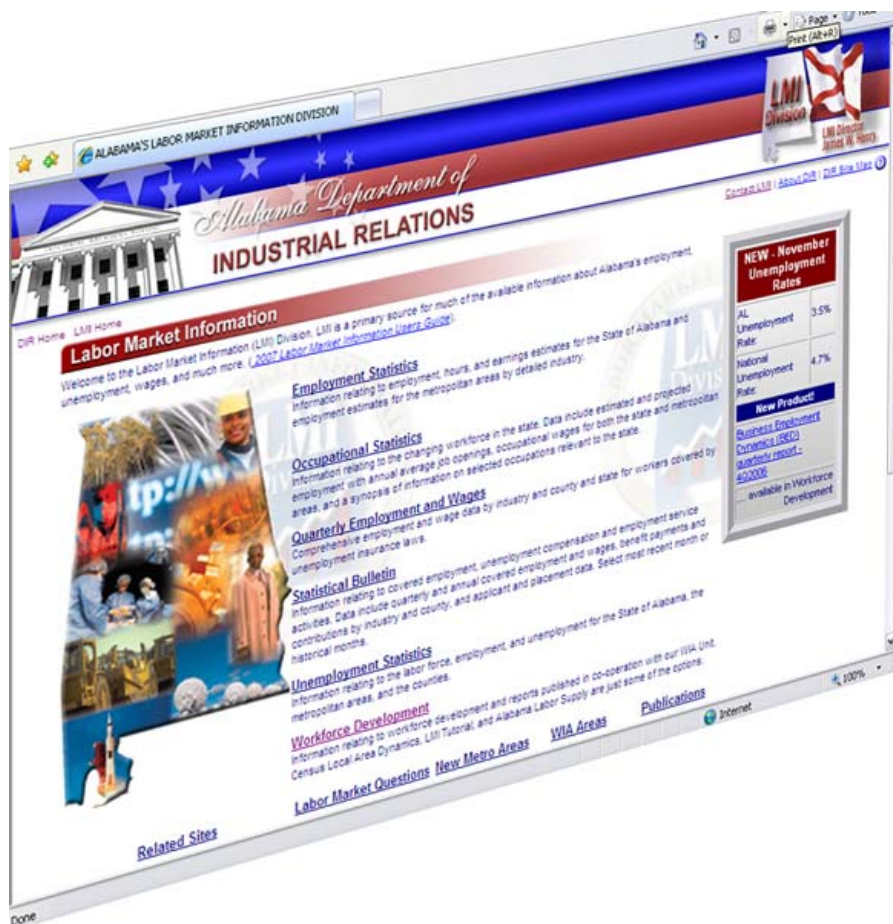 Page
Tools
Print (Alt+R)
ALABAMA'S LABOR MARKET INFORMATION DIVISION
LMI
Division
LMI Director
James W. Henry
Alabama Department of
INDUSTRIAL RELATIONS
Contact LMI | About DIR | DIR Site Map
DIR Home LMI Home
Labor Market Information
Welcome to the Labor Market Information (LMI) Division. LMI is a primary source for much of the available information about Alabama's employment,
unemployment, wages, and much more. ( 2007 Labor Market Information Users Guide).
tp://w
tp:
Employment Statistics
Information relating to employment, hours, and earnings estimates for the State of Alabama and
employment estimates for the metropolitan areas by detailed industry.
Occupational Statistics
Information relating to the changing workforce in the state. Data include estimated and projected
employment with annual average job openings, occupational wages for both the state and metropolitan
areas, and a synopsis of information on selected occupations relevant to the state.
Quarterly Employment and Wages
Comprehensive employment and wage data by industry and county and state for workers covered by
unemployment insurance laws.
Statistical Bulletin
Information relating to covered employment, unemployment compensation and employment service
activities. Data include quarterly and annual covered employment and wages, benefit payments and
contributions by industry and county, and applicant and placement data. Select most recent month or
historical months.
Unemployment Statistics
Information relating to the labor force, employment, and unemployment for the State of Alabama, the
metropolitan areas, and the counties.
Workforce Development
Information relating to workforce development and reports published in co-operation with our WIA Unit.
Census Local Area Dynamics, LMI Tutorial, and Alabama Labor Supply are just some of the options.
Labor Market Questions New Metro Areas WIA Areas Publications
Related Sites
NEW - November
Unemployment
Rates
AL
Unemployment
Rate:
3.5%
National
Unemployment
Rate:
4.7%
New Product!
Business Employment
Dynamics (BED)
quarterly report -
4Q2006
available in Workforce
Development
Done
Internet
100%